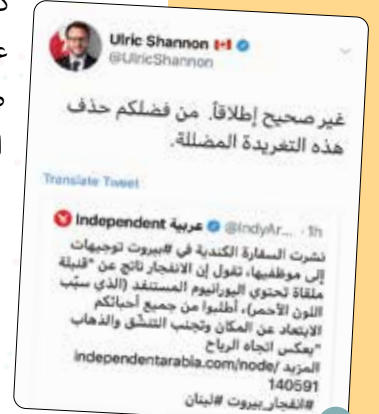 Ulric Shannon
@UlricShannon
غير صحيح إطلاقاً. من فضلكم حذف
هذه التغريدة المضللة.
Translate Tweet
Independent عربية @IndyAr... · 1h
نشرت السفارة الكندية في #بيروت توجيهات
إلى موظفيها، تقول إن الانفجار ناتج عن "قنبلة
ملقاة تحتوي اليورانيوم المستنفد (الذي سبّب
اللون الأحمر)، أطلبوا من جميع أحبائكم
الابتعاد عن المكان وتجنب التنشّق والذهاب
"بعكس اتجاه الرياح
المزيد independentarabia.com/node/
140591
#انفجار_بيروت #لبنان